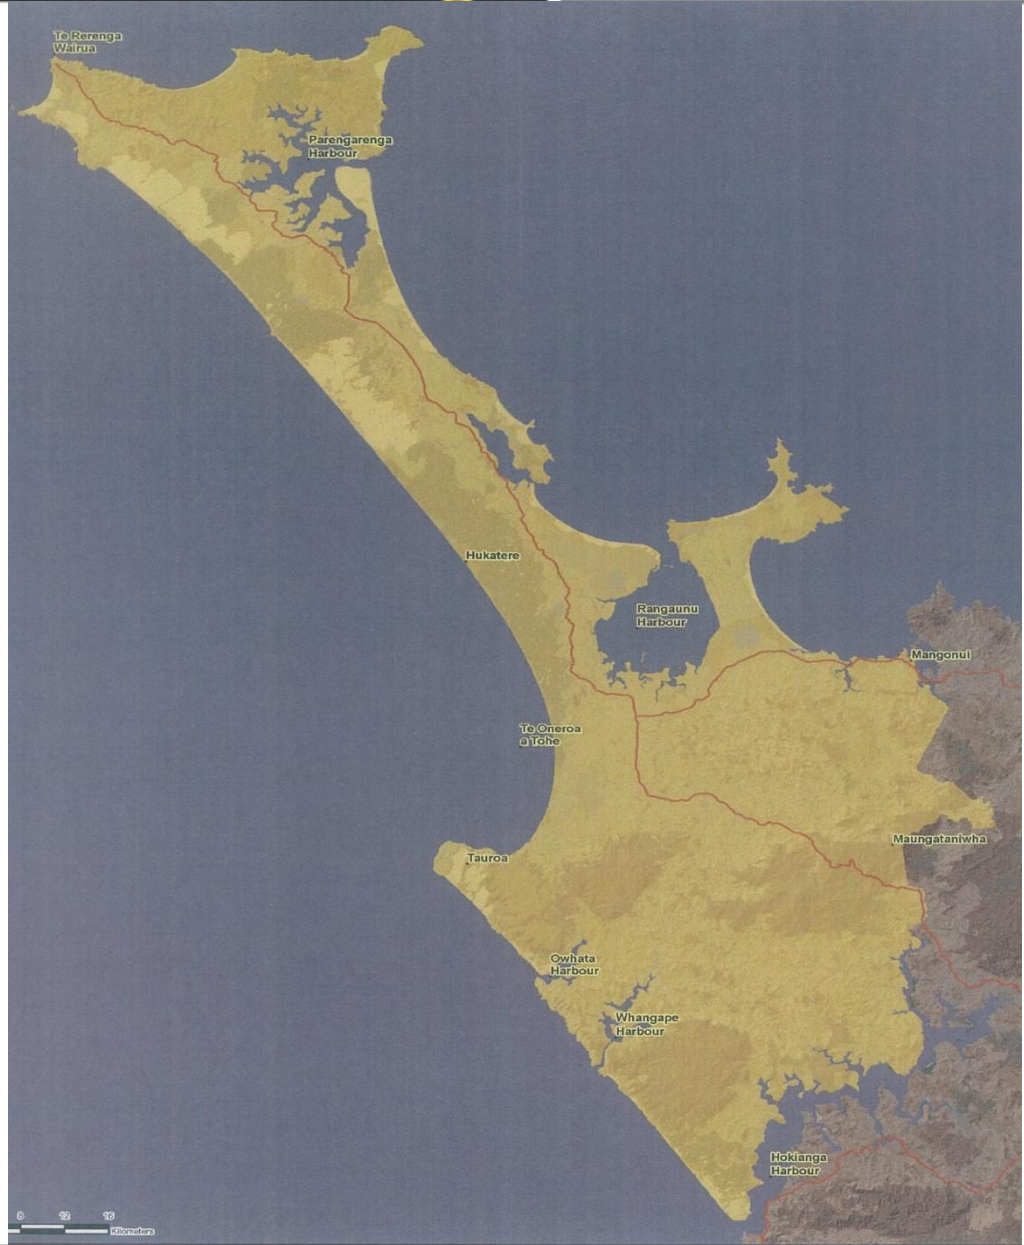 Te Rerenga
Wairua
Parengarenga
Harbour
Hukatere
Rangaunu
Harbour
Mangonui
Te Oneroa
a Tohe
Maungataniwha
Tauroa
Owhata
Harbour
Whangape
Harbour
Hokianga
Harbour
8 12 16
Kilometers